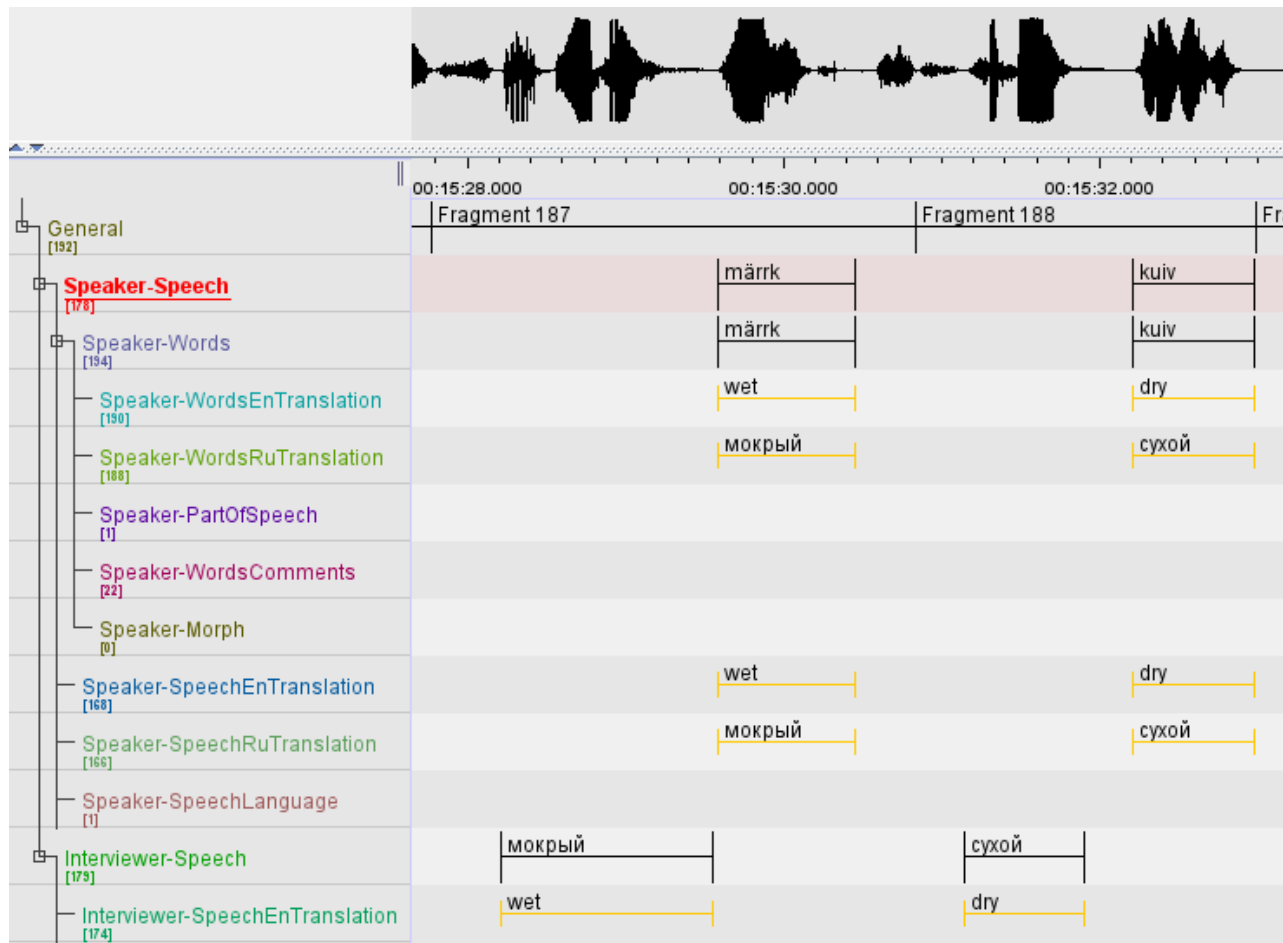 00:15:28.000 00:15:30.000 00:15:32.000
General Fragment 187 Fragment 188 Fr
[192]
Speaker-Speech märrk kuiv
[178]
Speaker-Words märrk kuiv
[194]
Speaker-WordsEnTranslation wet dry
[190]
Speaker-WordsRuTranslation мокрый сухой
[188]
Speaker-PartOfSpeech
[1]
Speaker-WordsComments
[22]
Speaker-Morph
[0]
Speaker-SpeechEnTranslation wet dry
[168]
Speaker-SpeechRuTranslation мокрый сухой
[166]
Speaker-SpeechLanguage
[1]
Interviewer-Speech мокрый сухой
[179]
Interviewer-SpeechEnTranslation wet dry
[174]